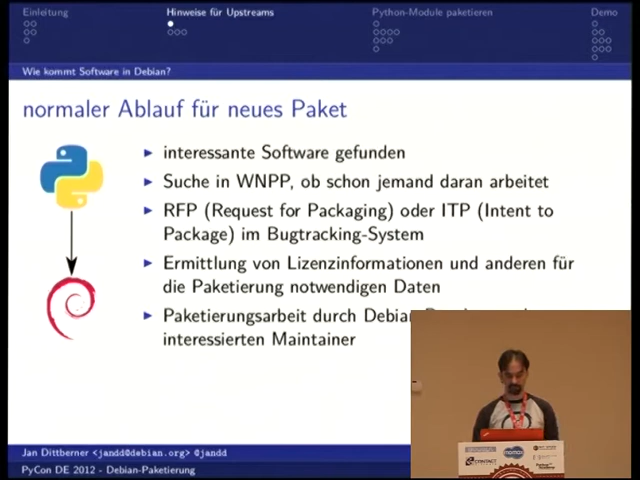 Einleitung
Hinweise für Upstreams
Python-Module paketieren
Demo
Wie kommt Software in Debian?
normaler Ablauf für neues Paket
interessante Software gefunden
Suche in WNPP, ob schon jemand daran arbeitet
RFP (Request for Packaging) oder ITP (Intent to
Package) im Bugtracking-System
Ermittlung von Lizenzinformationen und anderen für
die Paketierung notwendigen Daten
Paketierungsarbeit durch
interessierten Maintainer
Jan Dittberner <jandd@debian.org> @jandd
PyCon DE 2012 - Debian-Paketierung
CONTACT